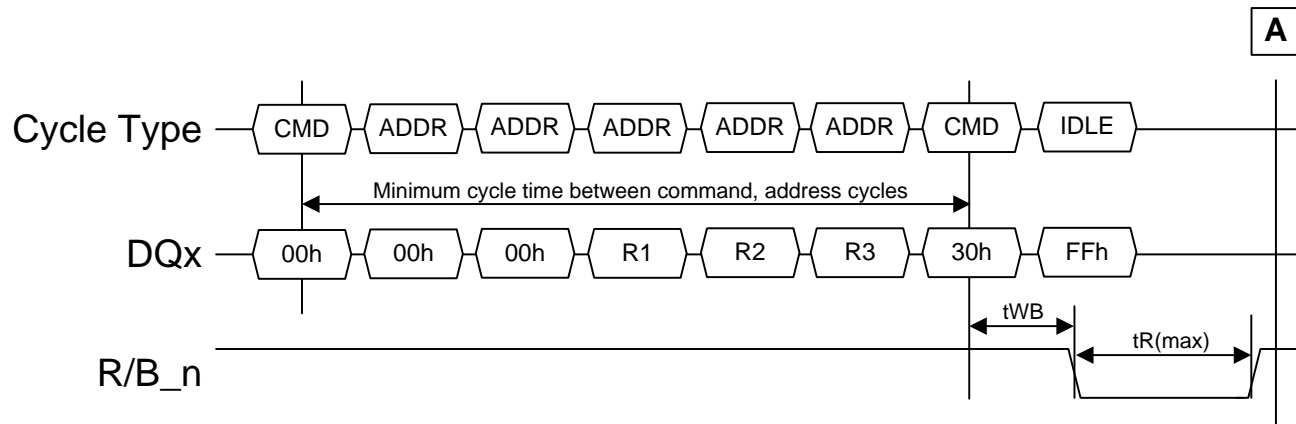 A
Cycle Type CMD ADDR ADDR ADDR ADDR ADDR CMD IDLE
Minimum cycle time between command, address cycles
DQx 00h 00h 00h R1 R2 R3 30h FFh
tWB
tR(max)
R/B_n